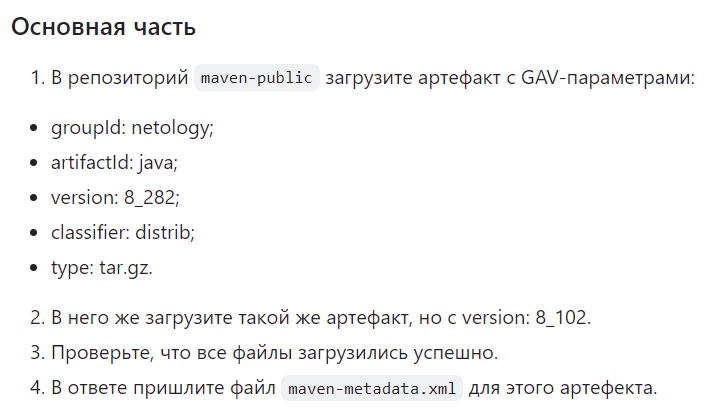 Основная часть
1. В репозиторий maven-public загрузите артефакт с GAV-параметрами:
• groupId: netology;
• artifactId: java;
• version: 8_282;
• classifier: distrib;
• type: tar.gz.
2. В него же загрузите такой же артефакт, но с version: 8_102.
3. Проверьте, что все файлы загрузились успешно.
4. В ответе пришлите файл maven-metadata.xml для этого артефекта.